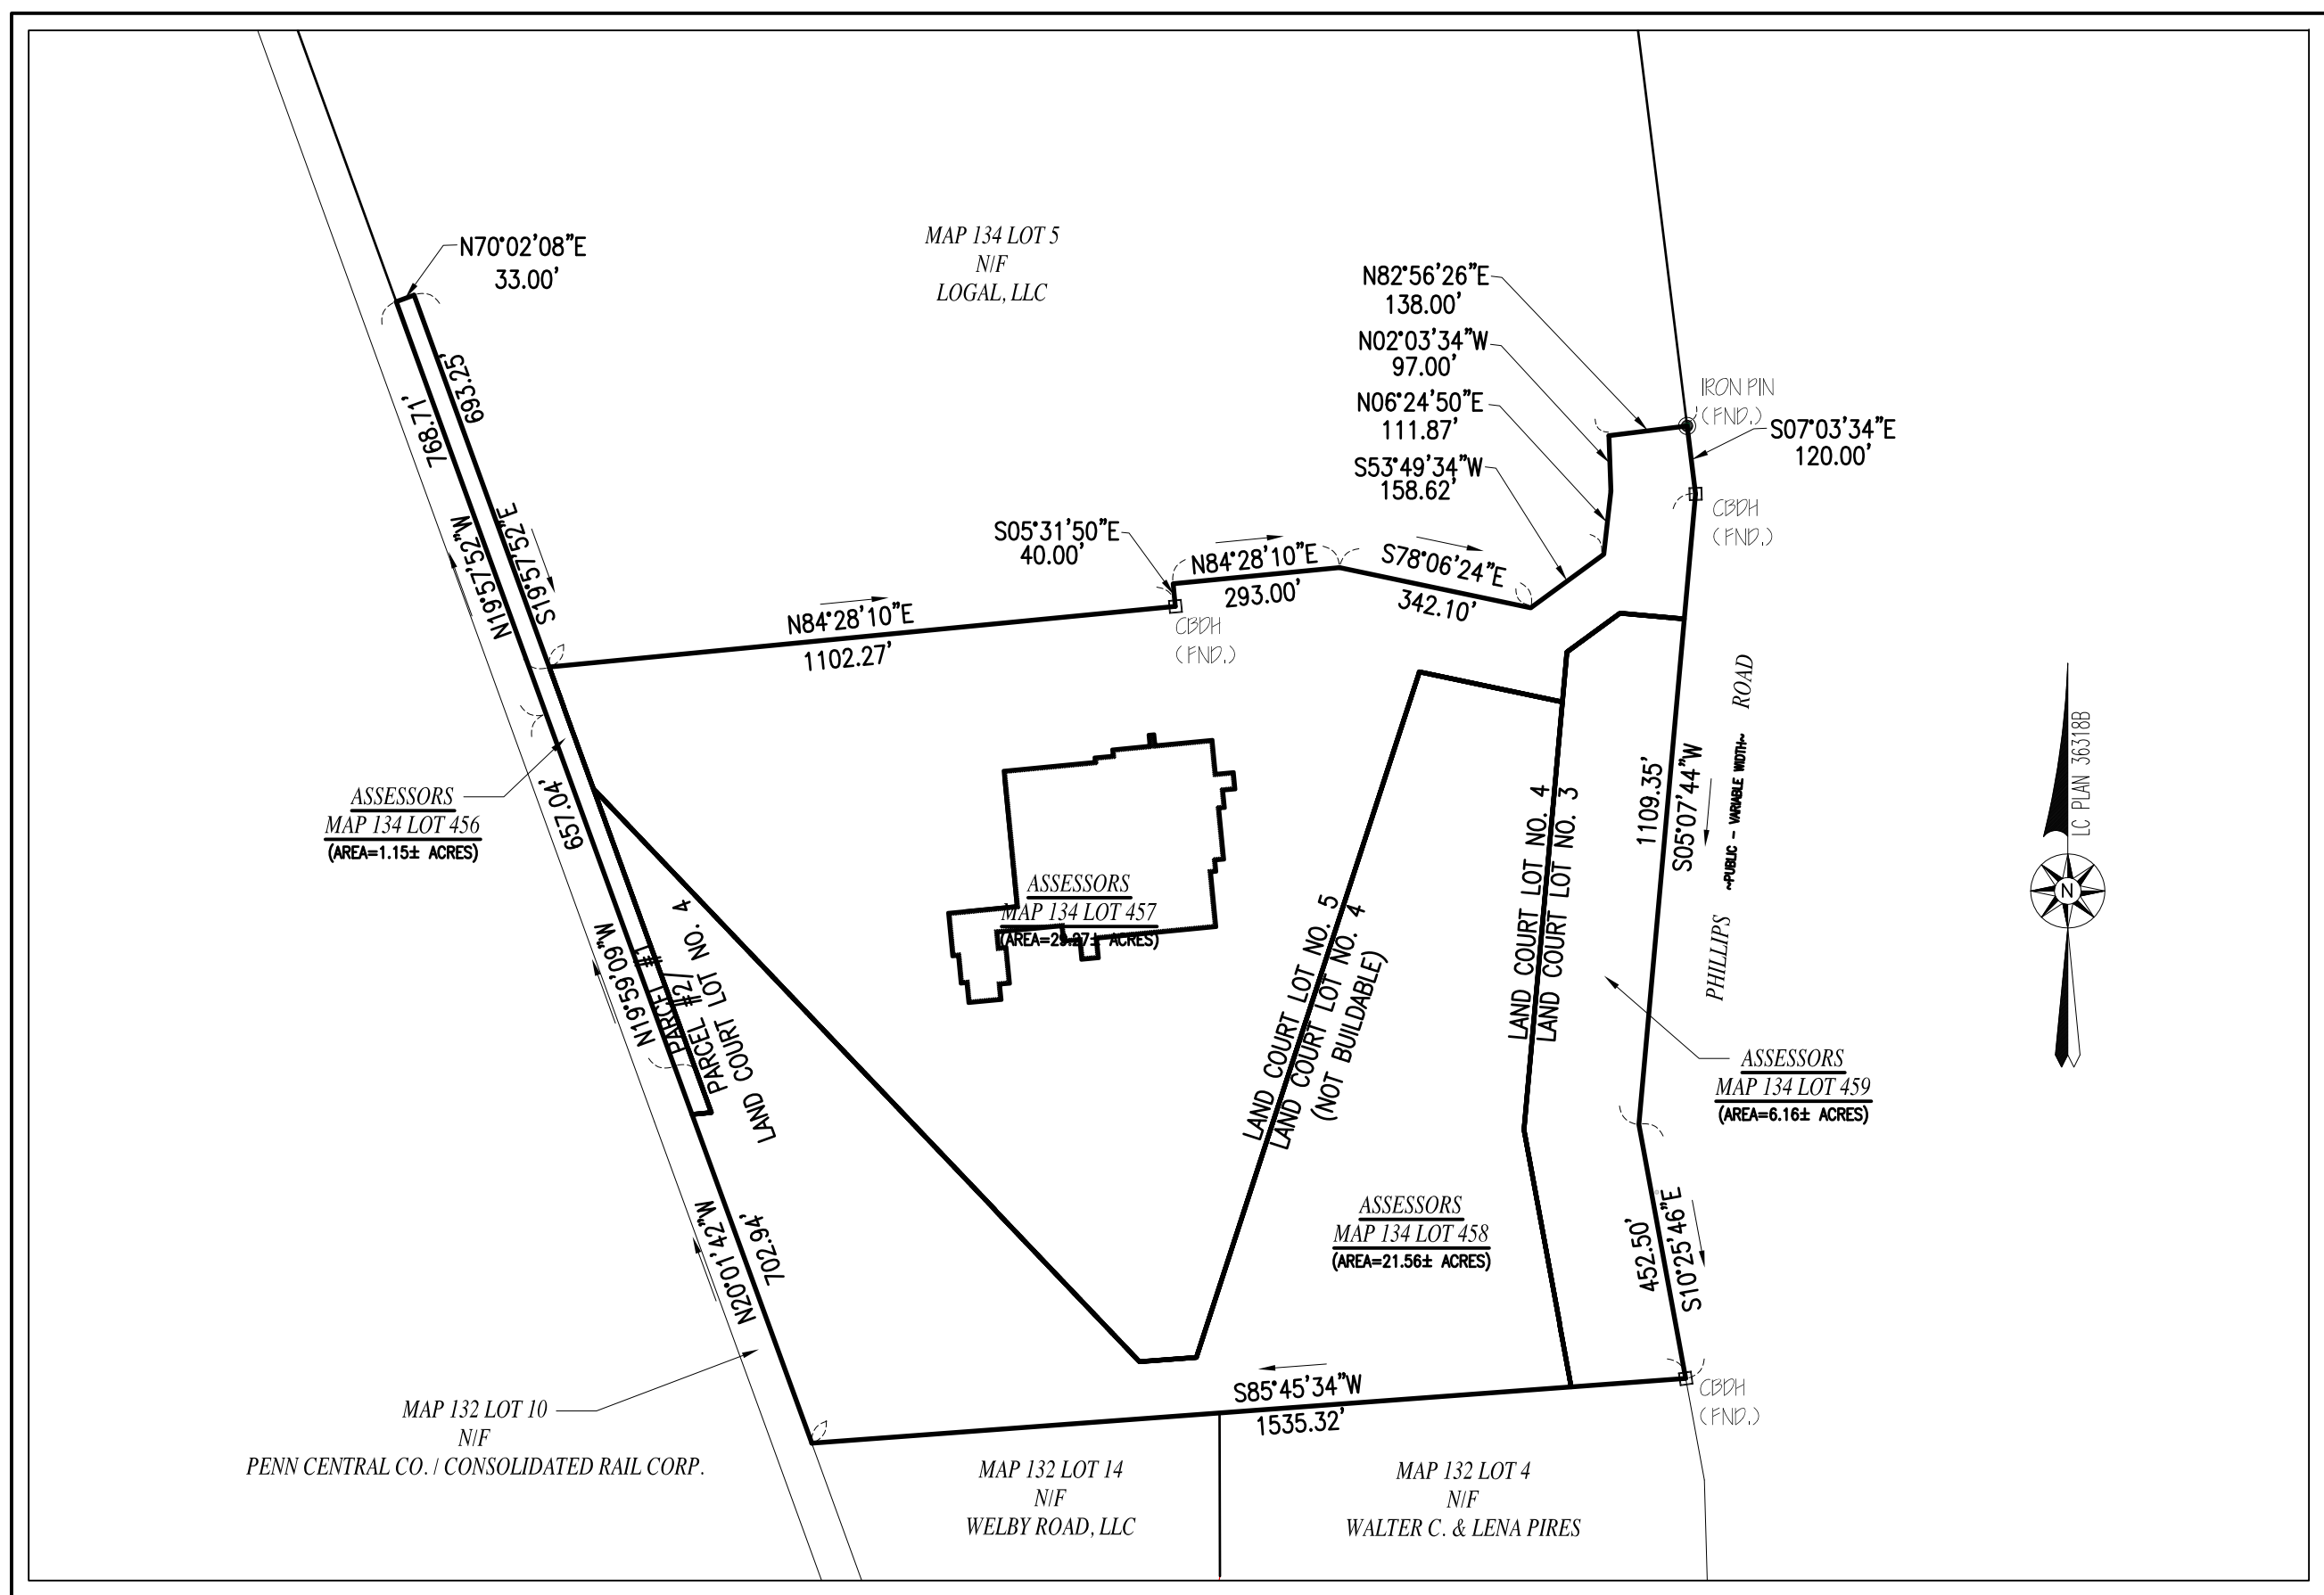 MAP 134 LOT 5
N/F
LOGAL, LLC
N70°02'08"E
33.00'
693.25'
S19°57'52"E
768.71'
N19°57'52"W
N84°28'10"E
1102.27'
S05°31'50"E
40.00'
CBDH
(FND.)
N84°28'10"E
293.00'
S78°06'24"E
342.10'
N82°56'26"E
138.00'
N02°03'34"W
97.00'
N06°24'50"E
111.87'
S53°49'34"W
158.62'
IRON PIN
(FND.)
S07°03'34"E
120.00'
CBDH
(FND.)
PHILLIPS ROAD
~PUBLIC - VARIABLE WIDTH~
1109.35'
S05°07'44"W
LC PLAN 36318B
N
ASSESSORS
MAP 134 LOT 456
(AREA=1.15± ACRES)
657.04'
N19°59'09"W
PARCEL #1
PARCEL #2/
LAND COURT LOT NO. 4
ASSESSORS
MAP 134 LOT 457
ACRES)
LAND COURT LOT NO. 5
LAND COURT LOT NO. 4
(NOT BUILDABLE)
LAND COURT LOT NO. 4
LAND COURT LOT NO. 3
ASSESSORS
MAP 134 LOT 459
(AREA=6.16± ACRES)
ASSESSORS
MAP 134 LOT 458
(AREA=21.56± ACRES)
452.50'
S10°25'46"E
N20°01'42"W
702.94'
S85°45'34"W
1535.32'
CBDH
(FND.)
MAP 132 LOT 10
N/F
PENN CENTRAL CO. / CONSOLIDATED RAIL CORP.
MAP 132 LOT 14
N/F
WELBY ROAD, LLC
MAP 132 LOT 4
N/F
WALTER C. & LENA PIRES